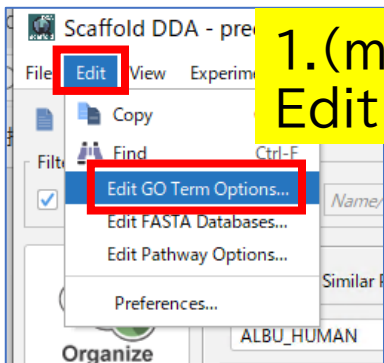 Scaffold DDA - pre
1.(m
Edit
File Edit View Experim
Copy
Find Ctrl-F
Filt
Edit GO Term Options...
Name/
Edit FASTA Databases...
Edit Pathway Options...
Similar
Preferences...
ALBU_HUMAN
Organize